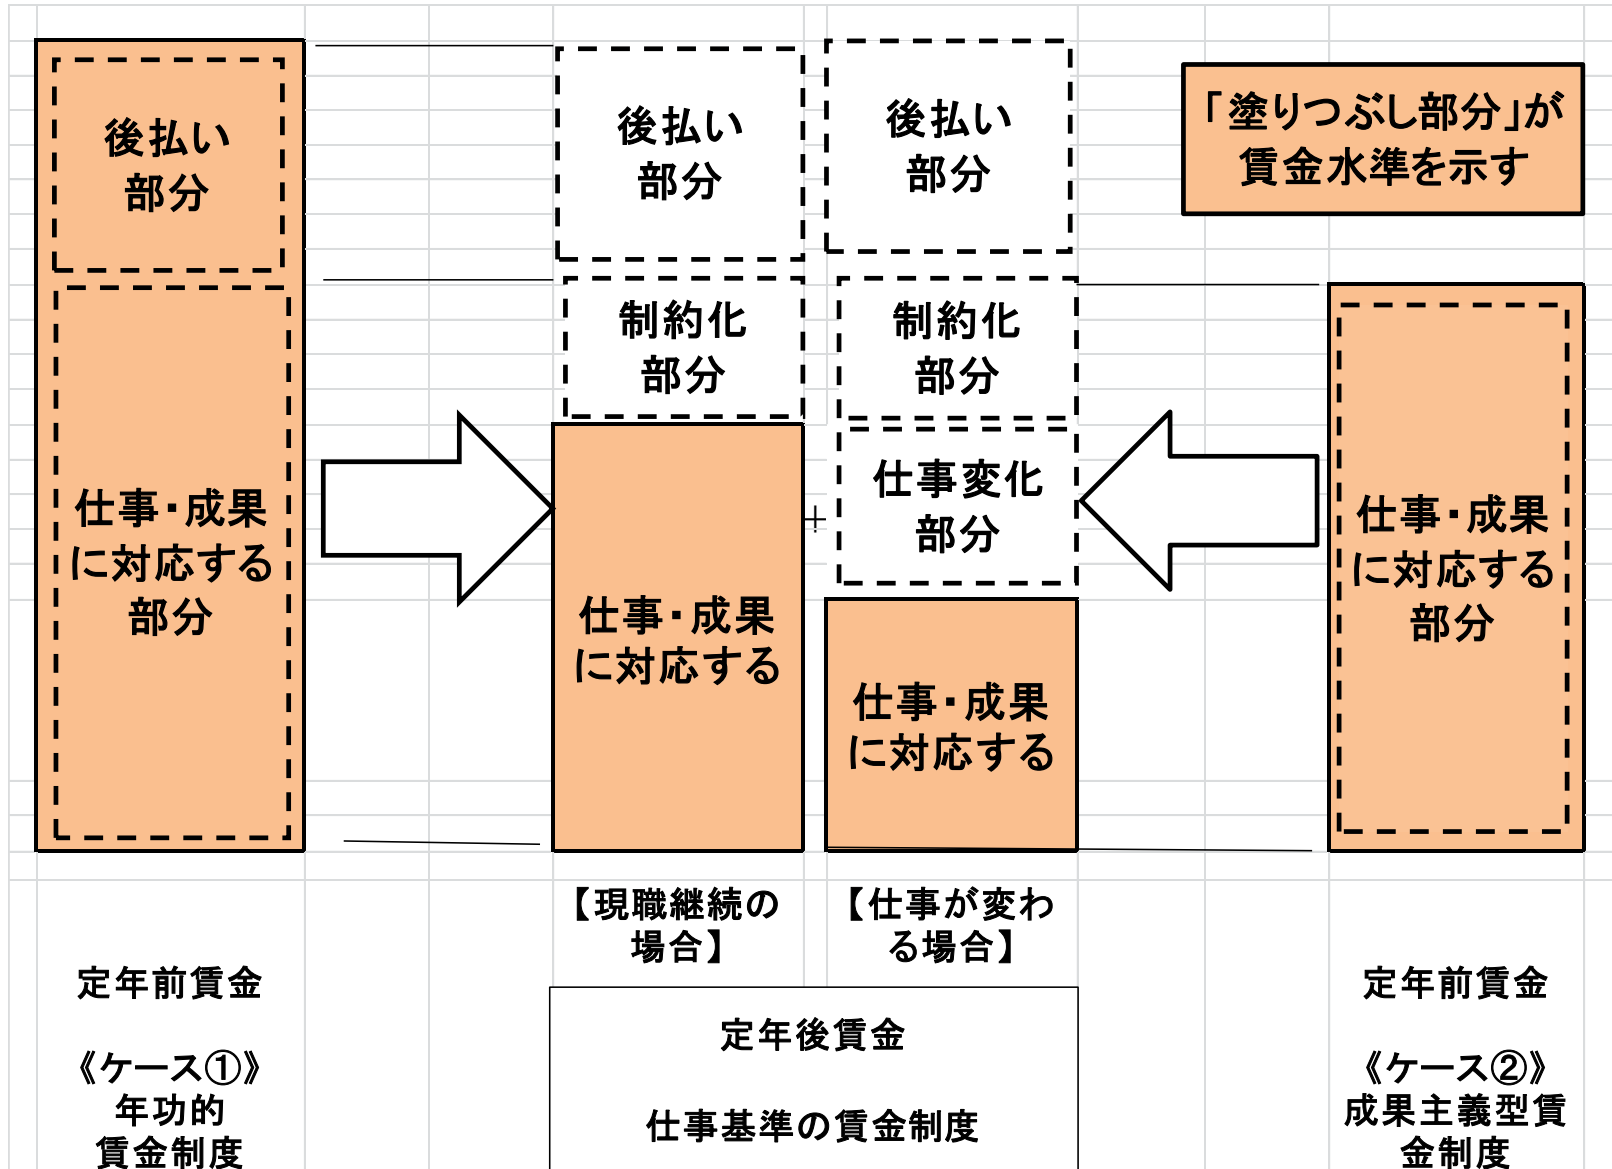 後払い
部分
仕事・成果
に対応する
部分
後払い
部分
制約化
部分
仕事・成果
に対応する
後払い
部分
制約化
部分
仕事変化
部分
仕事・成果
に対応する
「塗りつぶし部分」が
賃金水準を示す
仕事・成果
に対応する
部分
【現職継続の
場合】
【仕事が変わ
る場合】
定年前賃金
《ケース①》
年功的
賃金制度
定年後賃金
仕事基準の賃金制度
定年前賃金
《ケース②》
成果主義型賃
金制度